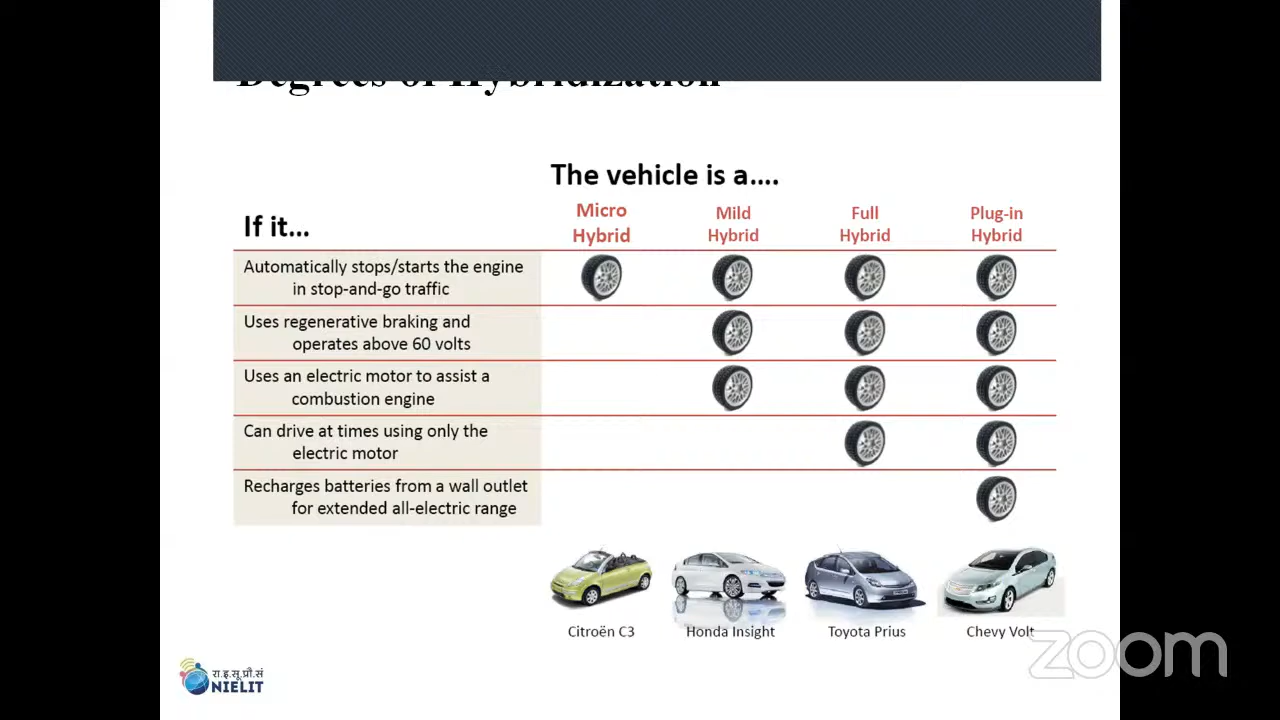 Degrees of Hybridization
The vehicle is a....
If it...
Micro
Hybrid
Mild
Hybrid
Full
Hybrid
Plug-in
Hybrid
Automatically stops/starts the engine
in stop-and-go traffic
Uses regenerative braking and
operates above 60 volts
Uses an electric motor to assist a
combustion engine
Can drive at times using only the
electric motor
Recharges batteries from a wall outlet
for extended all-electric range
Citroën C3
Honda Insight
Toyota Prius
Chevy Volt
zoom
रा.इ.सू.प्रौ.सं
NIELIT